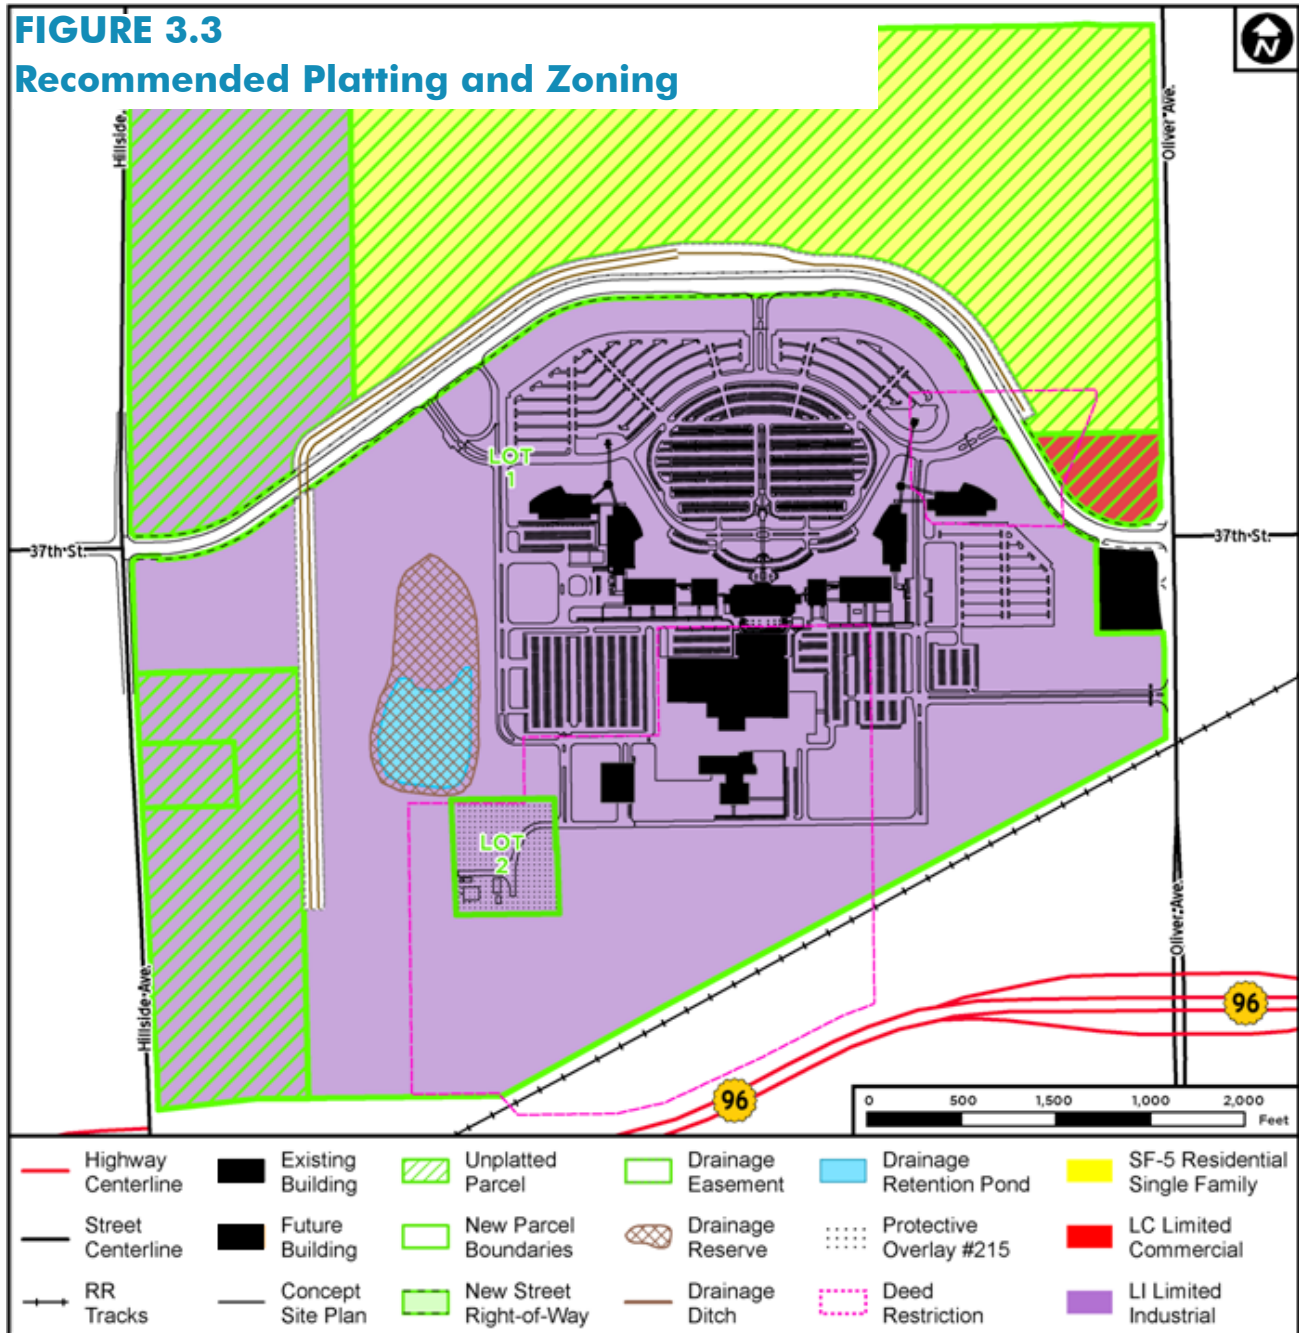 FIGURE 3.3
Recommended Platting and Zoning
N
Hillside
Oliver Ave.
LOT
1
37th St.
37th St.
LOT
2
Hillside Ave.
Oliver Ave.
96
96
0 500 1,500 1,000 2,000
Feet
Highway
Centerline
Existing
Building
Unplatted
Parcel
Drainage
Easement
Drainage
Retention Pond
SF-5 Residential
Single Family
Street
Centerline
Future
Building
New Parcel
Boundaries
Drainage
Reserve
Protective
Overlay #215
LC Limited
Commercial
RR
Tracks
Concept
Site Plan
New Street
Right-of-Way
Drainage
Ditch
Deed
Restriction
LI Limited
Industrial